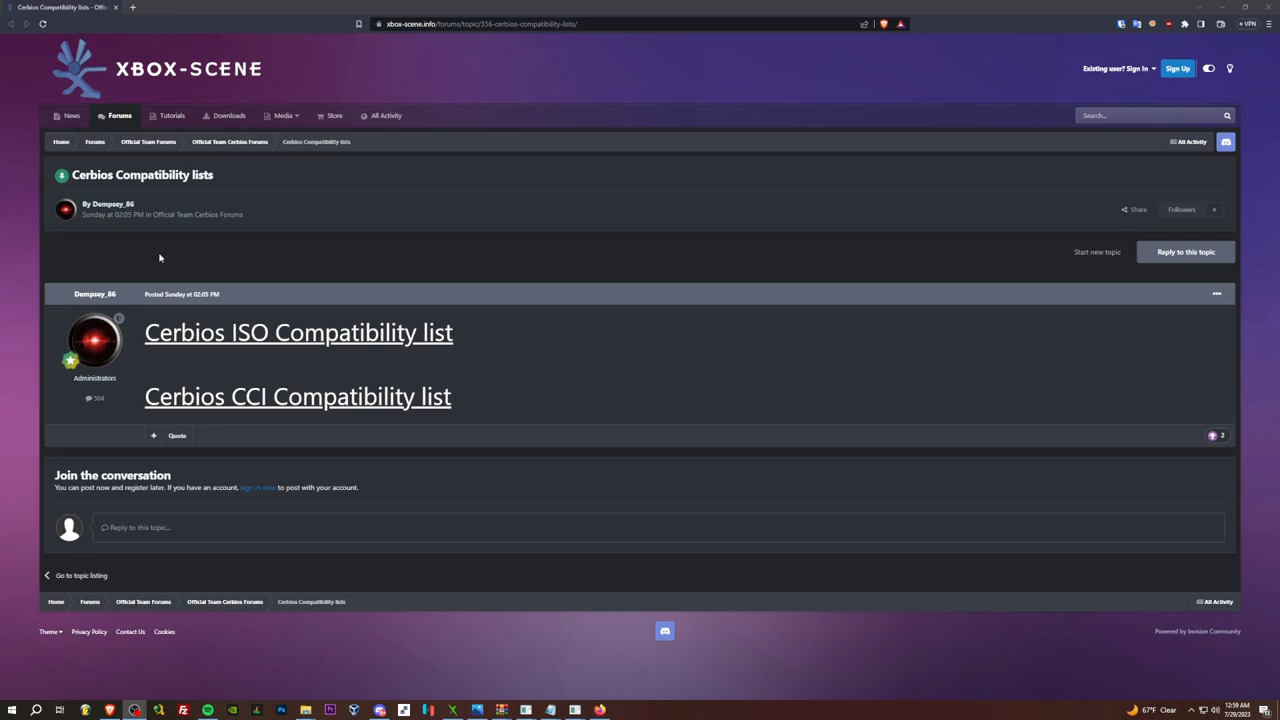 Cerbios Compatibility lists - Offici
xbox-scene.info/forums/topic/336-cerbios-compatibility-lists/
VPN
XBOX-SCENE
Existing user? Sign In
Sign Up
News
Forums
Tutorials
Downloads
Media
Store
All Activity
Search...
Home
Forums
Official Team Forums
Official Team Cerbios Forums
Cerbios Compatibility lists
All Activity
Cerbios Compatibility lists
By Dempsey_86
Sunday at 02:05 PM in Official Team Cerbios Forums
Share
Followers
0
Start new topic
Reply to this topic
Dempsey_86
Posted Sunday at 02:05 PM
Cerbios ISO Compatibility list
Administrators
504
Cerbios CCI Compatibility list
+ Quote
2
Join the conversation
You can post now and register later. If you have an account, sign in now to post with your account.
Reply to this topic...
Go to topic listing
Home
Forums
Official Team Forums
Official Team Cerbios Forums
Cerbios Compatibility lists
All Activity
Theme
Privacy Policy
Contact Us
Cookies
Powered by Invision Community
67°F Clear
12:59 AM
7/29/2023